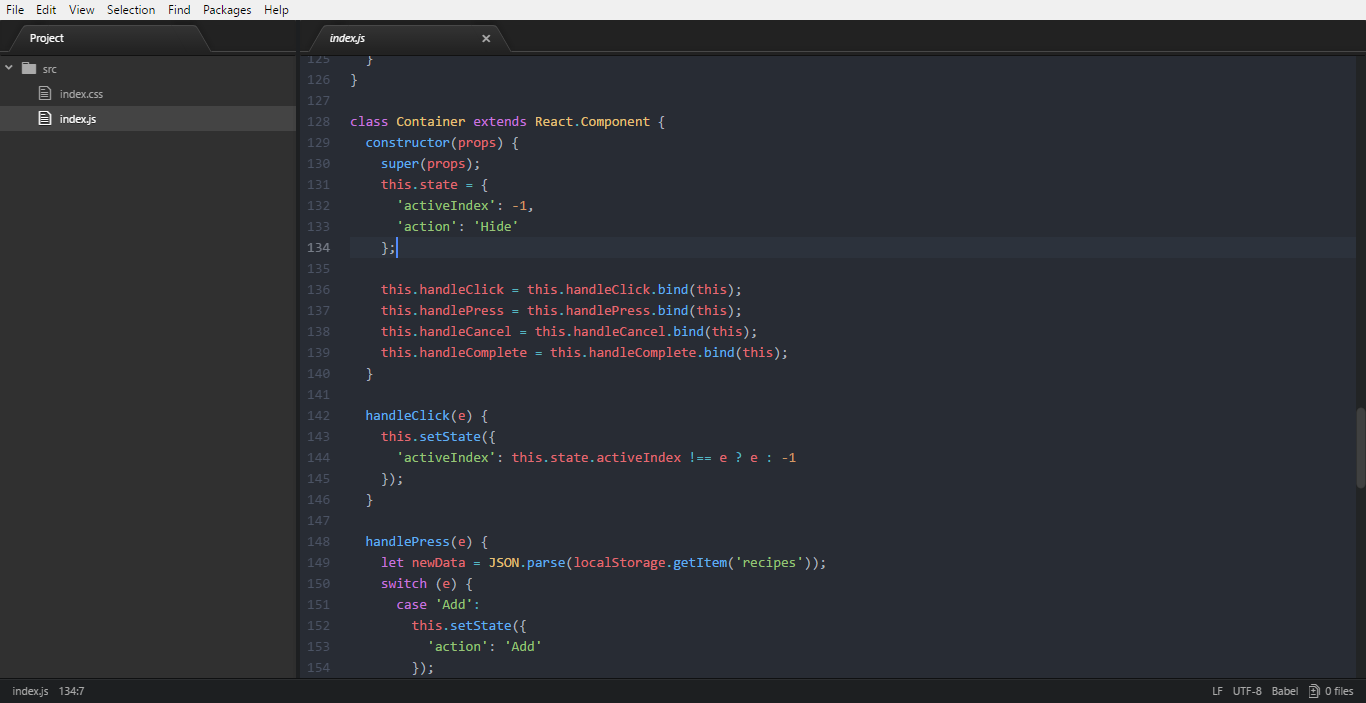 File Edit View Selection Find Packages Help
Project
index.js
src
index.css
index.js
125     }
126 }
127
128 class Container extends React.Component {
129   constructor(props) {
130     super(props);
131     this.state = {
132       'activeIndex': -1,
133       'action': 'Hide'
134     };
135
136     this.handleClick = this.handleClick.bind(this);
137     this.handlePress = this.handlePress.bind(this);
138     this.handleCancel = this.handleCancel.bind(this);
139     this.handleComplete = this.handleComplete.bind(this);
140   }
141
142   handleClick(e) {
143     this.setState({
144       'activeIndex': this.state.activeIndex !== e ? e : -1
145     });
146   }
147
148   handlePress(e) {
149     let newData = JSON.parse(localStorage.getItem('recipes'));
150     switch (e) {
151       case 'Add':
152         this.setState({
153           'action': 'Add'
154         });
index.js 134:7 LF UTF-8 Babel 0 files